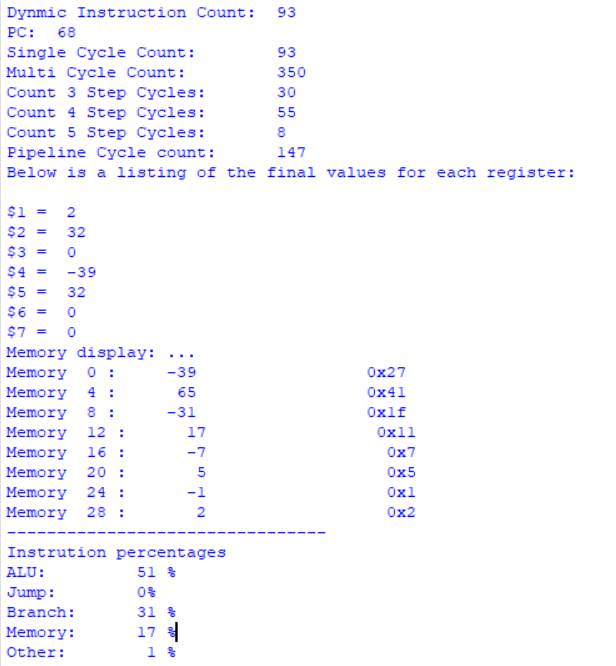 Dynmic Instruction Count: 93
PC: 68
Single Cycle Count: 93
Multi Cycle Count: 350
Count 3 Step Cycles: 30
Count 4 Step Cycles: 55
Count 5 Step Cycles: 8
Pipeline Cycle count: 147
Below is a listing of the final values for each register:
$1 = 2
$2 = 32
$3 = 0
$4 = -39
$5 = 32
$6 = 0
$7 = 0
Memory display: ...
Memory 0 : -39 0x27
Memory 4 : 65 0x41
Memory 8 : -31 0x1f
Memory 12 : 17 0x11
Memory 16 : -7 0x7
Memory 20 : 5 0x5
Memory 24 : -1 0x1
Memory 28 : 2 0x2
--------------------------------
Instrution percentages
ALU: 51 %
Jump: 0%
Branch: 31 %
Memory: 17 %
Other: 1 %